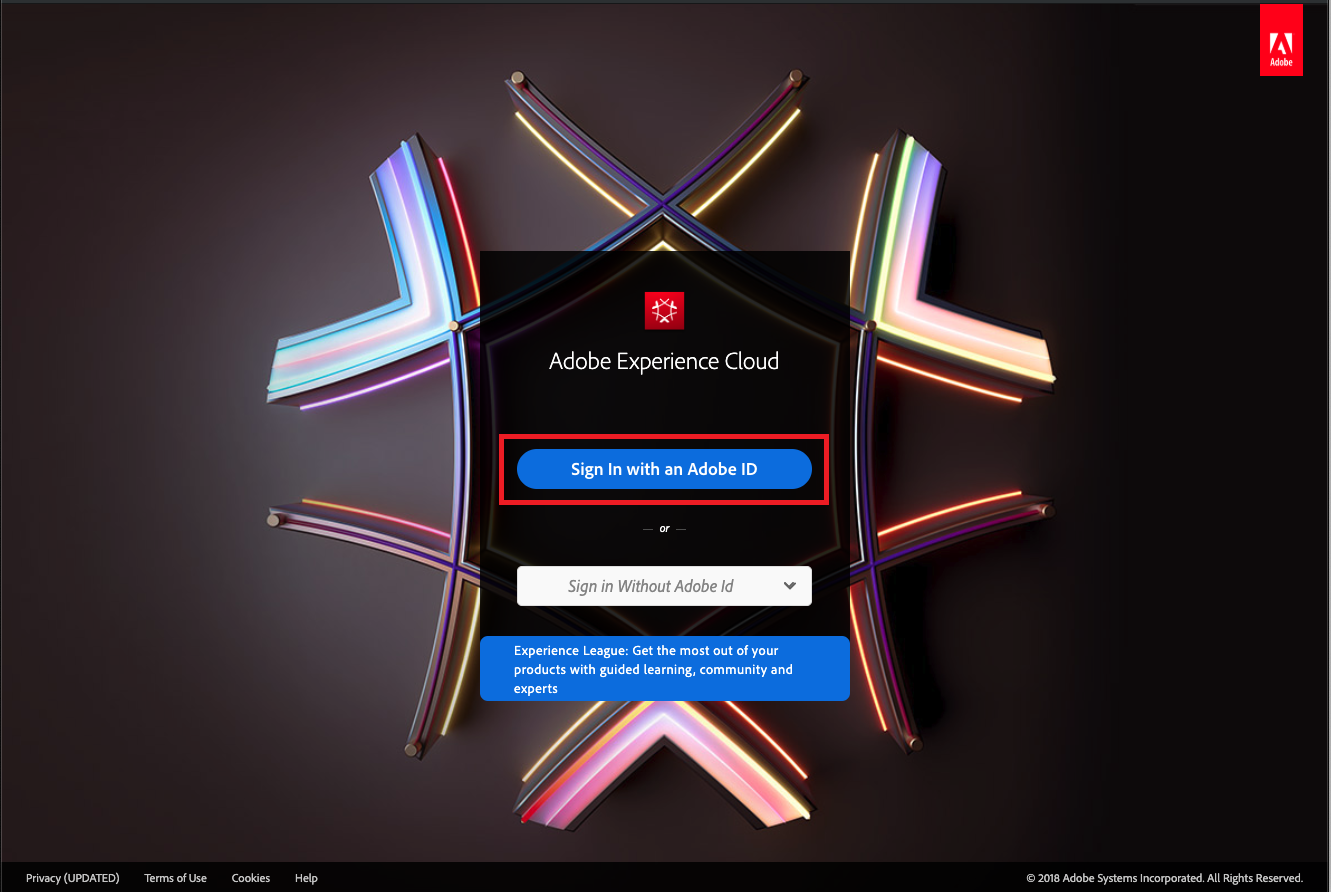 Adobe
Adobe Experience Cloud
Sign In with an Adobe ID
or
Sign in Without Adobe Id
Experience League: Get the most out of your
products with guided learning, community and
experts
Privacy (UPDATED) Terms of Use Cookies Help © 2018 Adobe Systems Incorporated. All Rights Reserved.